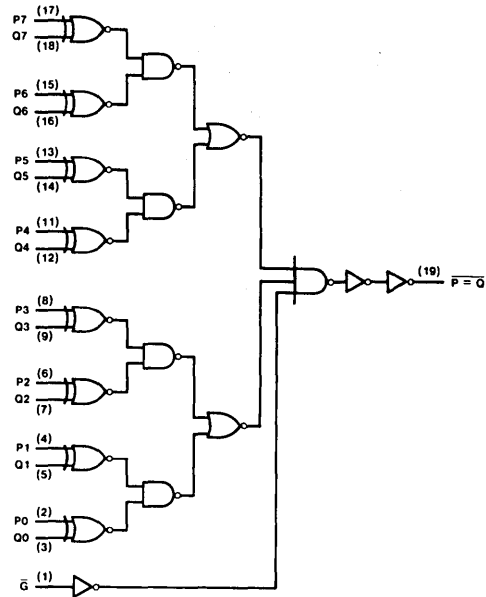 (17)
P7
Q7
(18)
(15)
P6
Q6
(16)
(13)
P5
Q5
(14)
(11)
P4
Q4
(12)
(19)
P = Q
(8)
P3
Q3
(9)
(6)
P2
Q2
(7)
(4)
P1
Q1
(5)
(2)
P0
Q0
(3)
G̅ (1)